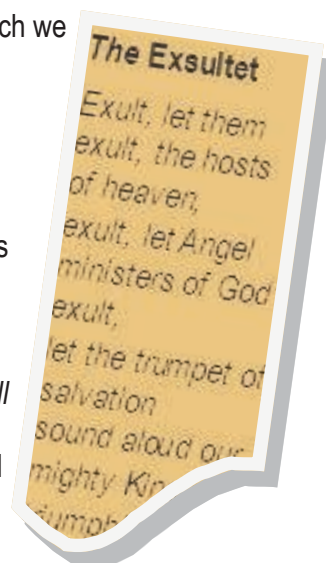 ch we
The Exsultet
Exult, let them
exult, the hosts
of heaven,
exult, let Angel
ministers of God
exult,
let the trumpet of
salvation
sound aloud our
mighty
s
ll